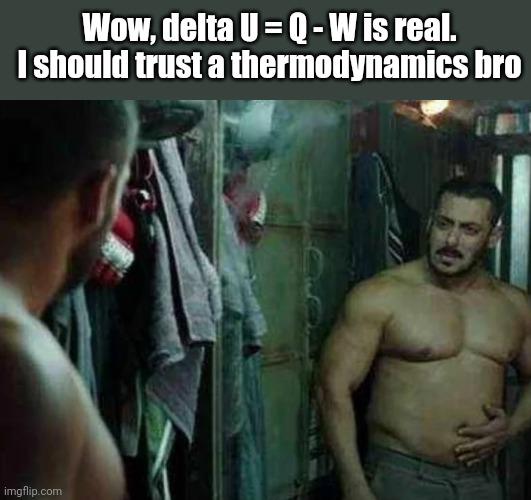 Wow, delta U = Q - W is real.
I should trust a thermodynamics bro
imgflip.com